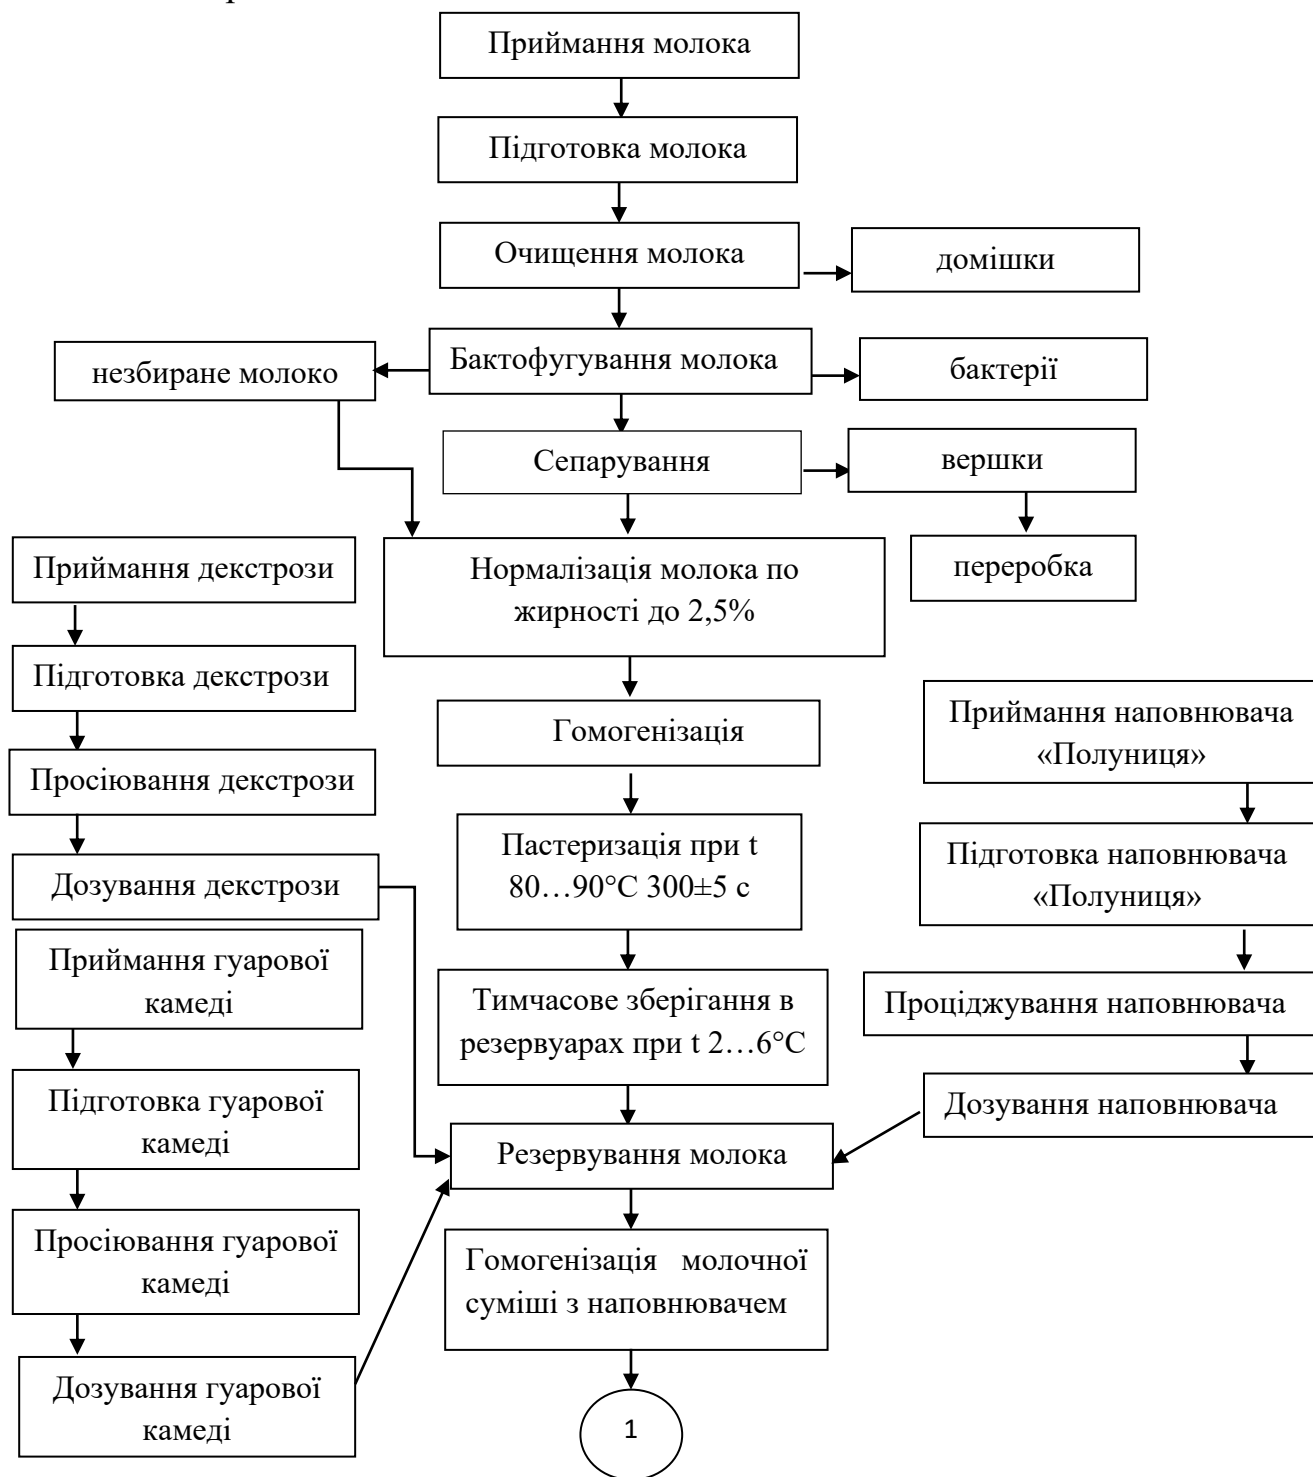 Приймання молока
Підготовка молока
Очищення молока
домішки
Бактофугування молока
незбиране молоко
бактерії
Сепарування
вершки
переробка
Нормалізація молока по
жирності до 2,5%
Приймання декстрози
Підготовка декстрози
Просіювання декстрози
Дозування декстрози
Гомогенізація
Пастеризація при t
80…90°С 300±5 с
Тимчасове зберігання в
резервуарах при t 2…6°С
Приймання наповнювача
«Полуниця»
Підготовка наповнювача
«Полуниця»
Проціджування наповнювача
Дозування наповнювача
Приймання гуарової
камеді
Підготовка гуарової
камеді
Просіювання гуарової
камеді
Дозування гуарової
камеді
Резервування молока
Гомогенізація молочної
суміші з наповнювачем
1